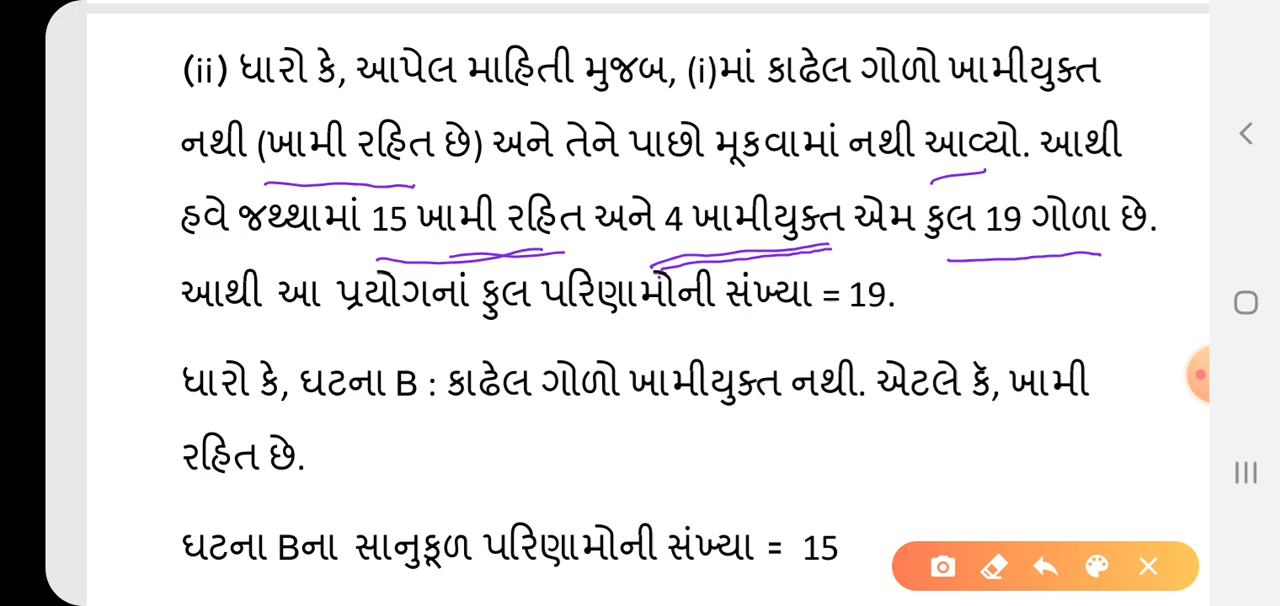 (ii) ધારો કે, આપેલ માહિતી મુજબ, (i)માં કાઢેલ ગોળો ખામીયુક્ત
નથી (ખામી રહિત છે) અને તેને પાછો મૂકવામાં નથી આવ્યો. આથી
હવે જથ્થામાં 15 ખામી રહિત અને 4 ખામીયુક્ત એમ કુલ 19 ગોળા છે.
આથી આ પ્રયોગનાં કુલ પરિણામોની સંખ્યા = 19.
ધારો કે, ઘટના B : કાઢેલ ગોળો ખામીયુક્ત નથી. એટલે કે, ખામી
રહિત છે.
ઘટના Bના સાનુકૂળ પરિણામોની સંખ્યા = 15